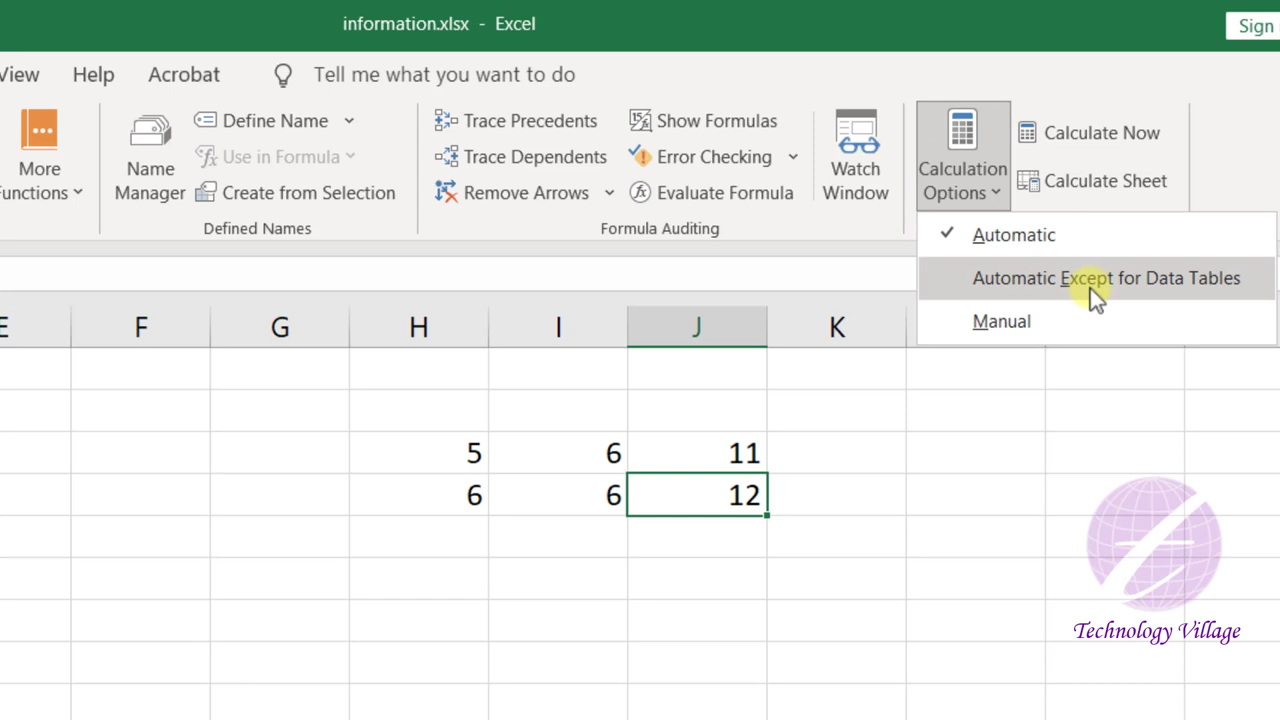 information.xlsx - Excel
Sign
View
Help
Acrobat
Tell me what you want to do
More
Functions
Name
Manager
Define Name
Use in Formula
Create from Selection
Defined Names
Trace Precedents
Trace Dependents
Remove Arrows
Show Formulas
Error Checking
Evaluate Formula
Formula Auditing
Watch
Window
Calculation
Options
Calculate Now
Calculate Sheet
Automatic
Automatic Except for Data Tables
Manual
E F G H I J K
5 6 11
6 6 12
Technology Village